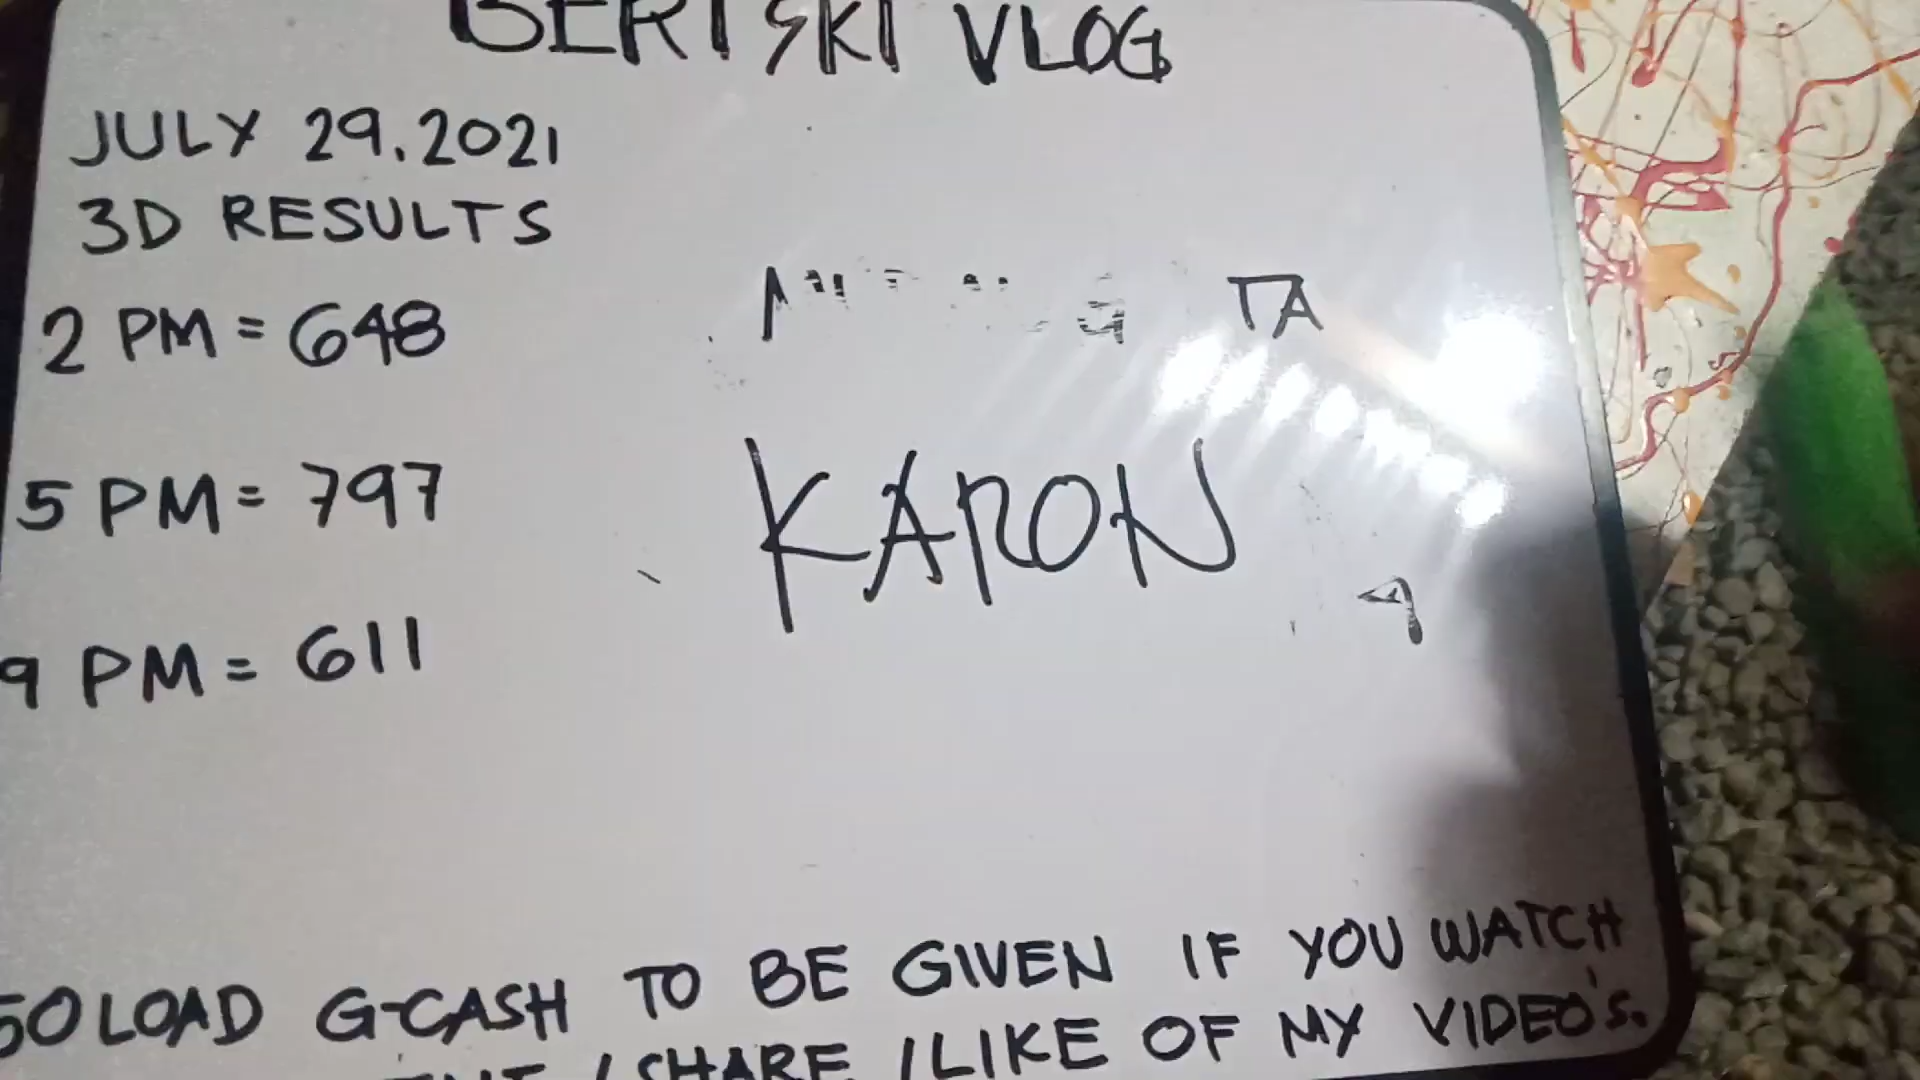 BERTSKI VLOG
JULY 29.2021
3D RESULTS
2 PM = 648
TA
5 PM = 797
KARON
9 PM = 611
50 LOAD G-CASH TO BE GIVEN IF YOU WATCH
/ SHARE / LIKE OF MY VIDEO'S.